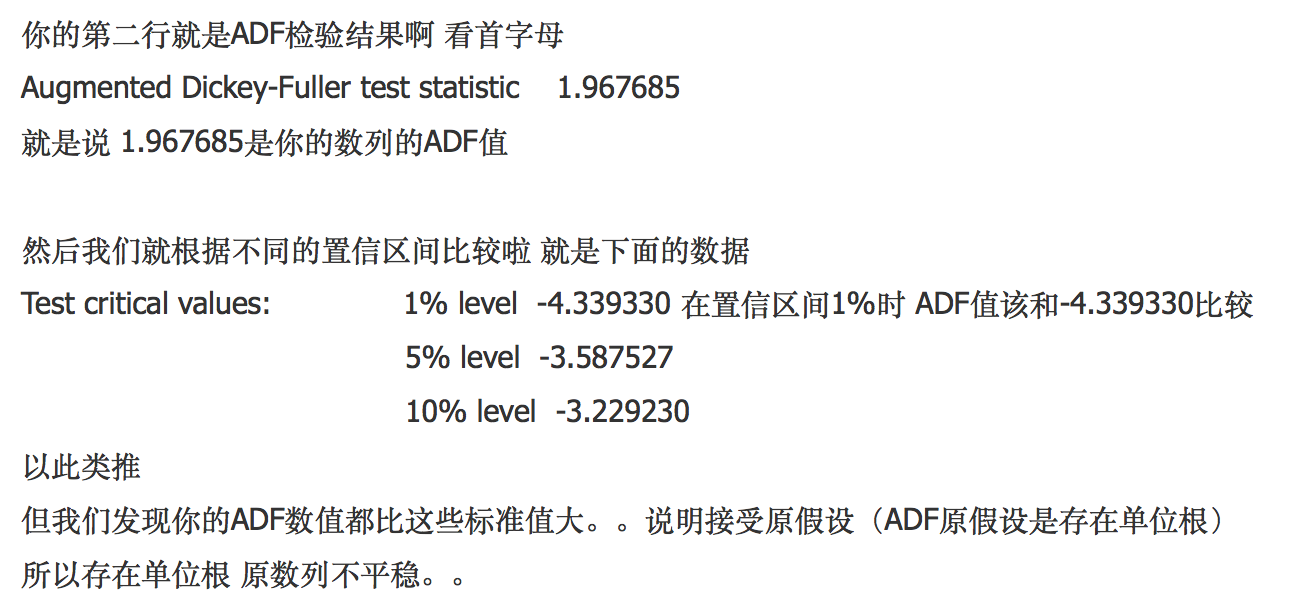 你的第二行就是ADF检验结果啊 看首字母
Augmented Dickey-Fuller test statistic 1.967685
就是说 1.967685是你的数列的ADF值
然后我们就根据不同的置信区间比较啦 就是下面的数据
Test critical values: 1% level -4.339330 在置信区间1%时 ADF值该和-4.339330比较
5% level -3.587527
10% level -3.229230
以此类推
但我们发现你的ADF数值都比这些标准值大。。说明接受原假设（ADF原假设是存在单位根）
所以存在单位根 原数列不平稳。。